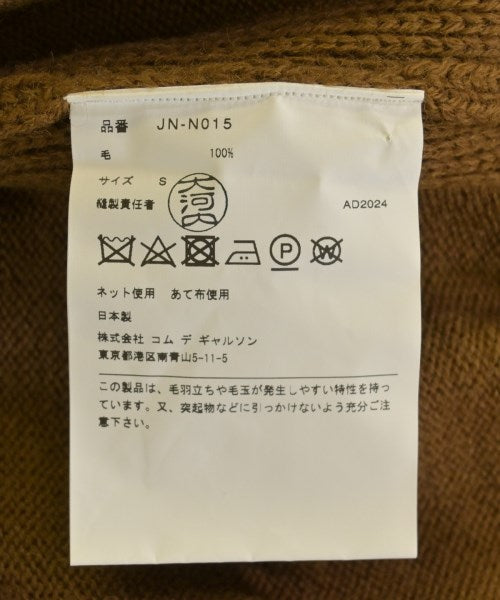 品番 JN-N015
毛 100%
サイズ S
縫製責任者 大河内 AD2024
P W
ネット使用 あて布使用
日本製
株式会社 コム デ ギャルソン
東京都港区南青山5-11-5
この製品は、毛羽立ちや毛玉が発生しやすい特性を持っ
ています。又、突起物などに引っかけないよう充分ご注
意下さい。